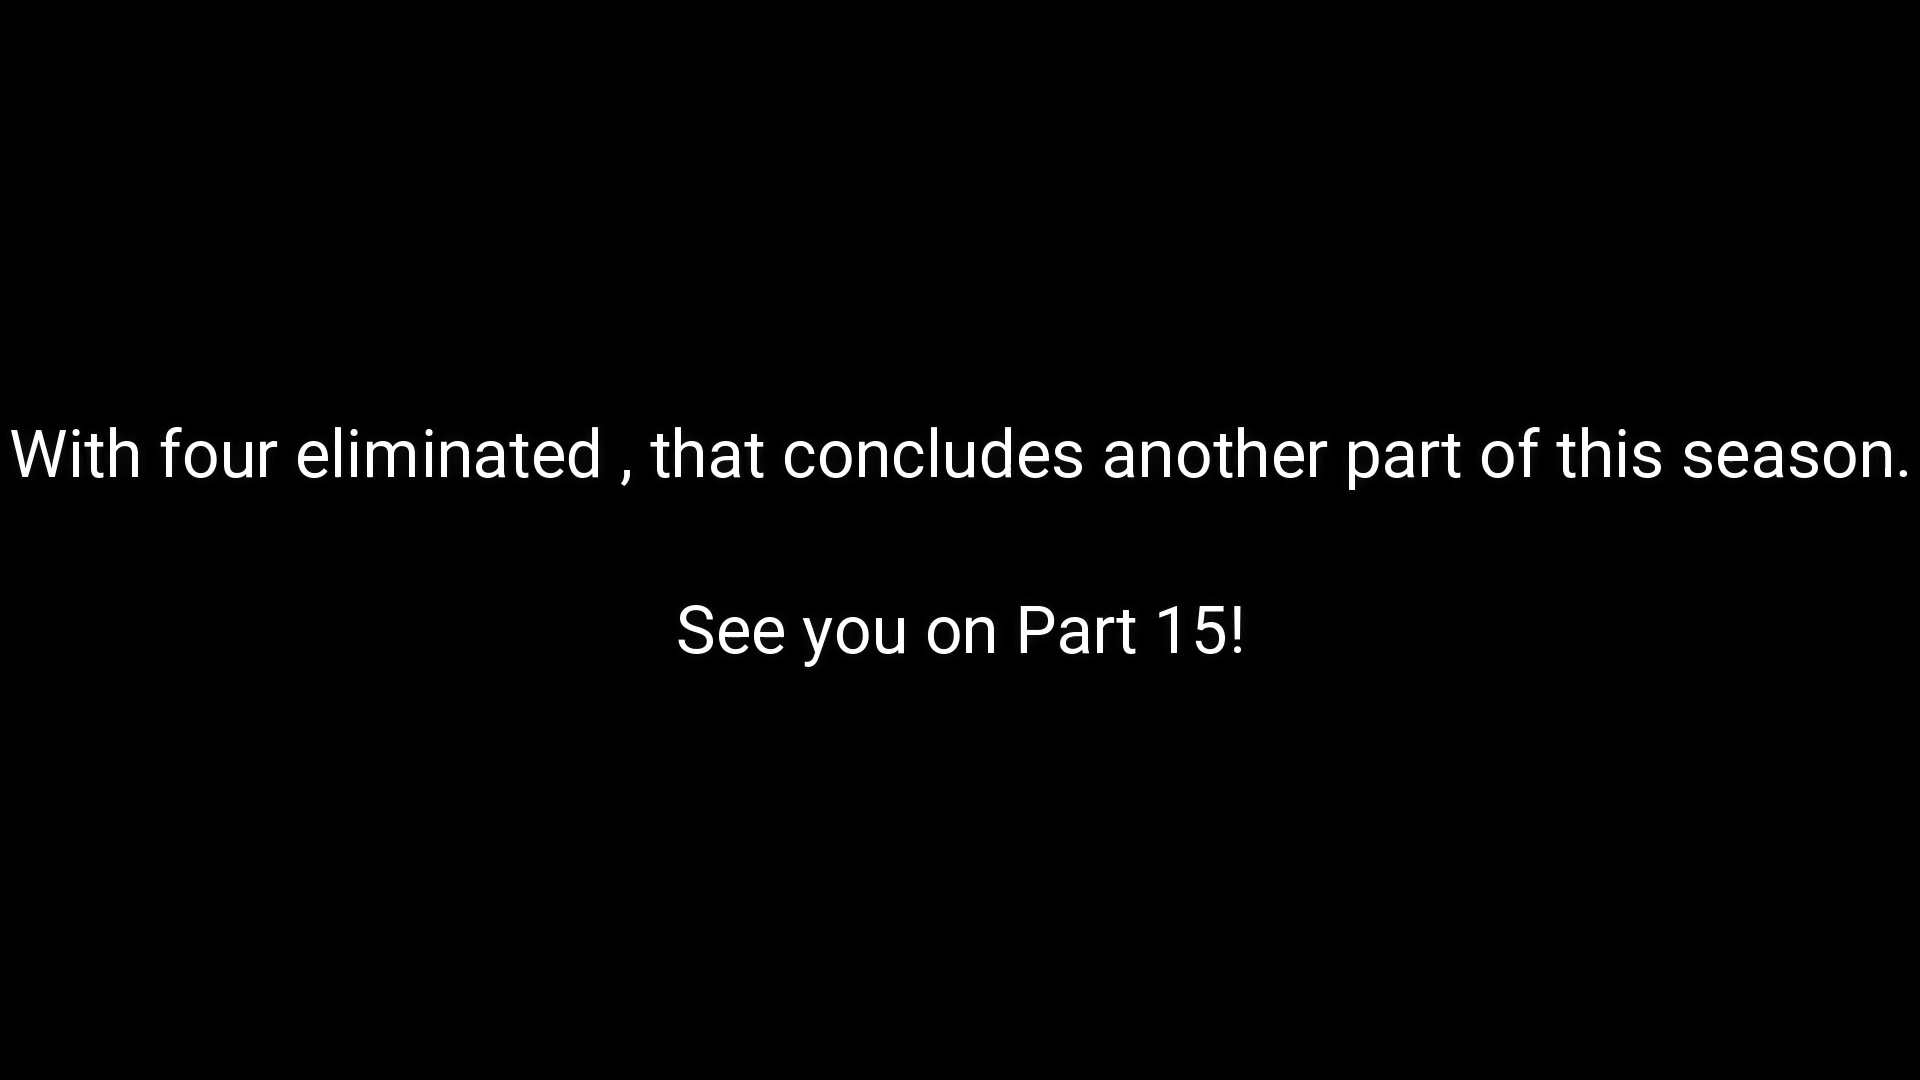 With four eliminated , that concludes another part of this season.
See you on Part 15!